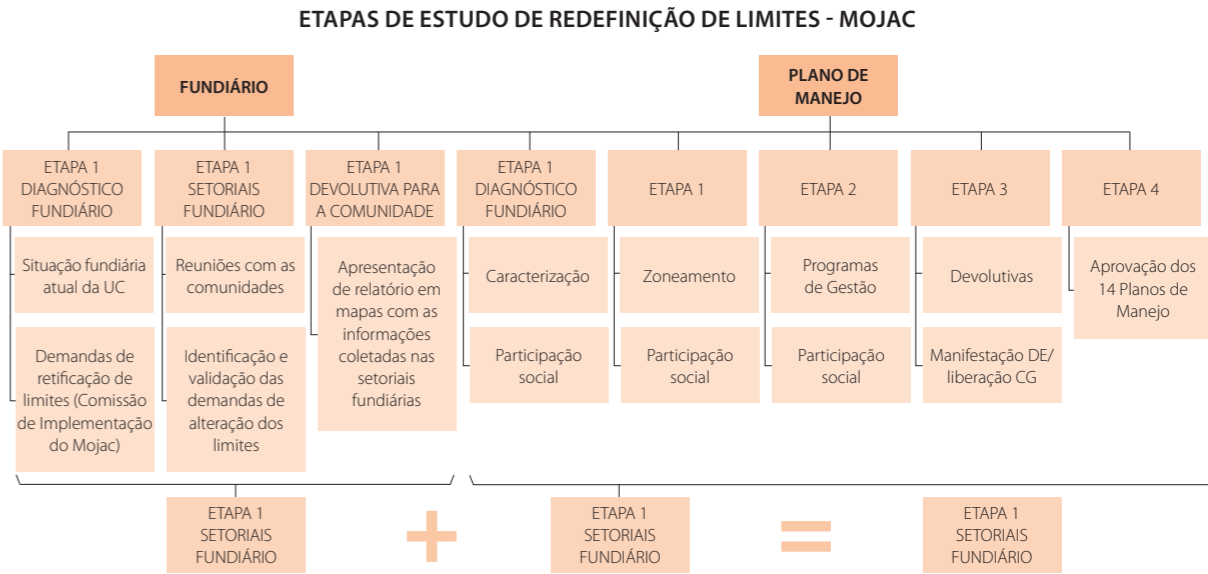 ETAPAS DE ESTUDO DE REDEFINIÇÃO DE LIMITES - MOJAC
FUNDIÁRIO
PLANO DE
MANEJO
ETAPA 1
DIAGNÓSTICO
FUNDIÁRIO
ETAPA 1
SETORIAIS
FUNDIÁRIO
ETAPA 1
DEVOLUTIVA PARA
A COMUNIDADE
ETAPA 1
DIAGNÓSTICO
FUNDIÁRIO
ETAPA 1
ETAPA 2
ETAPA 3
ETAPA 4
Situação fundiária
atual da UC
Reuniões com as
comunidades
Apresentação
de relatório em
mapas com as
informações
coletadas nas
setoriais
fundiárias
Caracterização
Zoneamento
Programas
de Gestão
Devolutivas
Aprovação dos
14 Planos de
Manejo
Demandas de
retificação de
limites (Comissão
de Implementação
do Mojac)
Identificação e
validação das
demandas de
alteração dos
limites
Participação
social
Participação
social
Participação
social
Manifestação DE/
liberação CG
ETAPA 1
SETORIAIS
FUNDIÁRIO
+
ETAPA 1
SETORIAIS
FUNDIÁRIO
=
ETAPA 1
SETORIAIS
FUNDIÁRIO